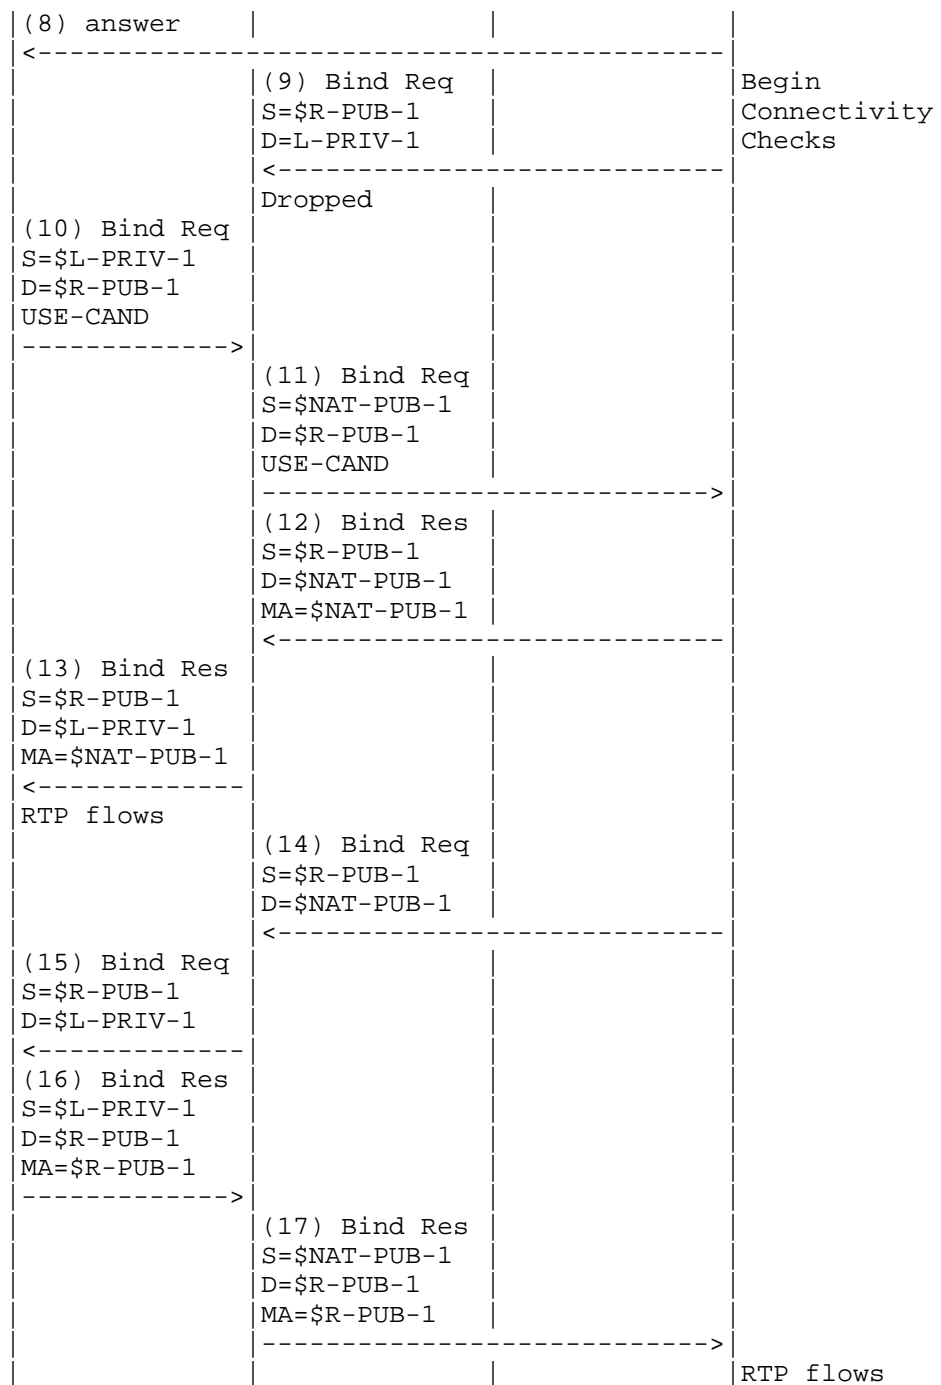 |(8) answer    |              |              |
|<-------------------------------------------|
|              |(9) Bind Req  |              |Begin
|              |S=$R-PUB-1    |              |Connectivity
|              |D=L-PRIV-1    |              |Checks
|              |<----------------------------|
|              |Dropped       |              |
|(10) Bind Req |              |              |
|S=$L-PRIV-1   |              |              |
|D=$R-PUB-1    |              |              |
|USE-CAND      |              |              |
|------------->|              |              |
|              |(11) Bind Req |              |
|              |S=$NAT-PUB-1  |              |
|              |D=$R-PUB-1    |              |
|              |USE-CAND      |              |
|              |---------------------------->|
|              |(12) Bind Res |              |
|              |S=$R-PUB-1    |              |
|              |D=$NAT-PUB-1  |              |
|              |MA=$NAT-PUB-1 |              |
|              |<----------------------------|
|(13) Bind Res |              |              |
|S=$R-PUB-1    |              |              |
|D=$L-PRIV-1   |              |              |
|MA=$NAT-PUB-1 |              |              |
|<-------------|              |              |
|RTP flows     |              |              |
|              |(14) Bind Req |              |
|              |S=$R-PUB-1    |              |
|              |D=$NAT-PUB-1  |              |
|              |<----------------------------|
|(15) Bind Req |              |              |
|S=$R-PUB-1    |              |              |
|D=$L-PRIV-1   |              |              |
|<-------------|              |              |
|(16) Bind Res |              |              |
|S=$L-PRIV-1   |              |              |
|D=$R-PUB-1    |              |              |
|MA=$R-PUB-1   |              |              |
|------------->|              |              |
|              |(17) Bind Res |              |
|              |S=$NAT-PUB-1  |              |
|              |D=$R-PUB-1    |              |
|              |MA=$R-PUB-1   |              |
|              |---------------------------->|
|              |              |              |RTP flows